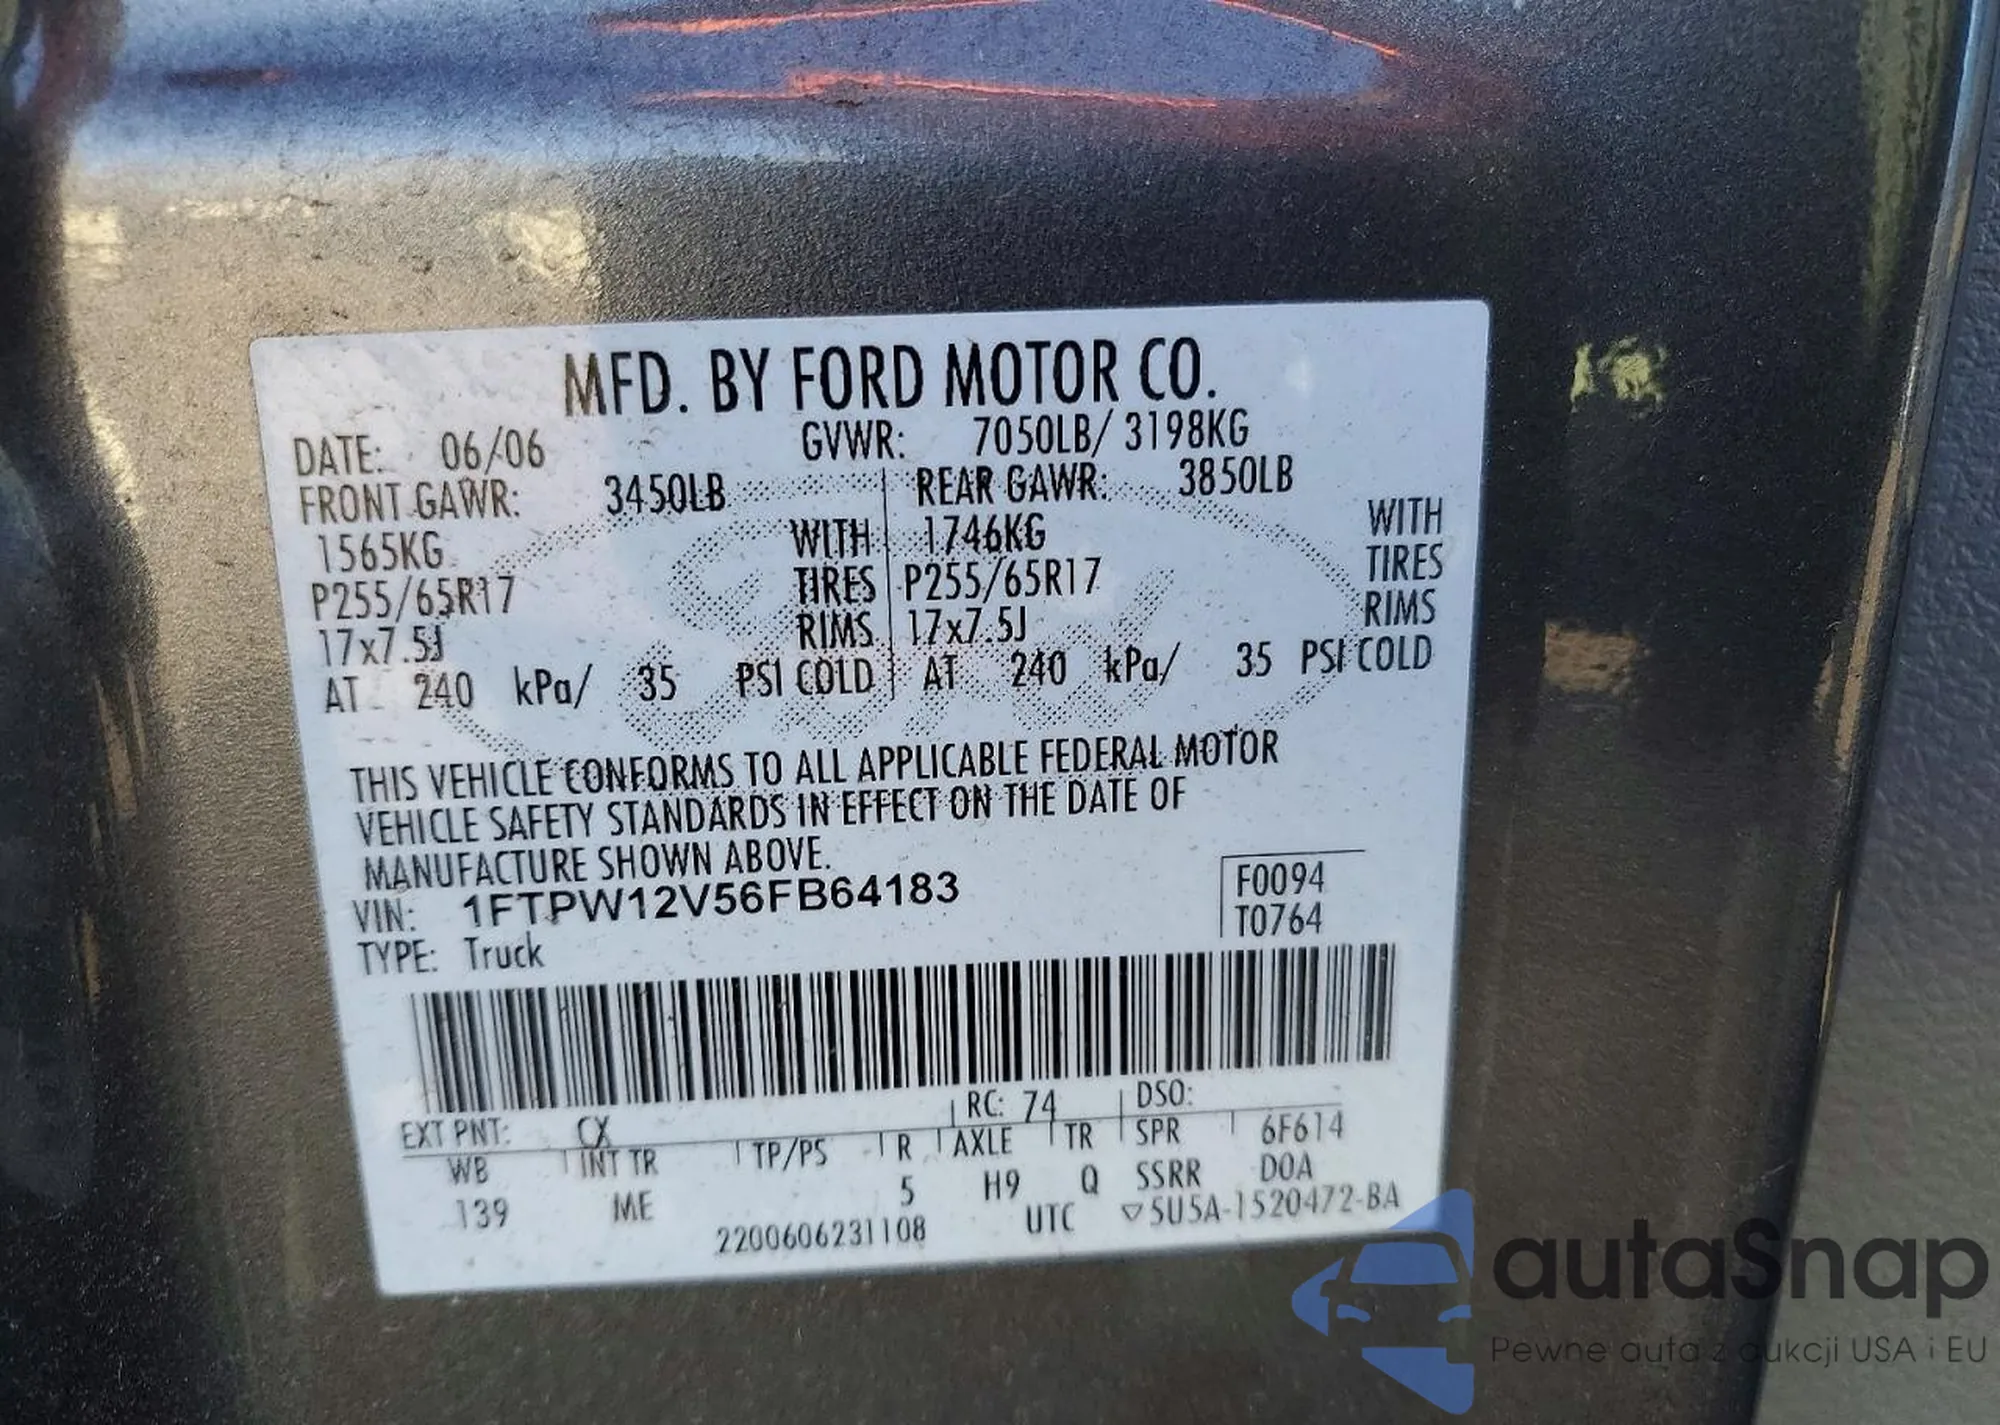 MFD. BY FORD MOTOR CO.
DATE: 06/06 GVWR: 7050LB/ 3198KG
FRONT GAWR: 3450LB REAR GAWR: 3850LB
1565KG WITH 1746KG WITH
P255/65R17 TIRES P255/65R17 TIRES
17x7.5J RIMS 17x7.5J RIMS
AT 240 kPa/ 35 PSI COLD AT 240 kPa/ 35 PSI COLD
THIS VEHICLE CONFORMS TO ALL APPLICABLE FEDERAL MOTOR
VEHICLE SAFETY STANDARDS IN EFFECT ON THE DATE OF
MANUFACTURE SHOWN ABOVE.
VIN: 1FTPW12V56FB64183 F0094
TYPE: Truck T0764
EXT PNT: CX RC: 74 DSO:
WB INT TR TP/PS R AXLE TR SPR 6F614
139 ME 5 H9 Q SSRR DOA
2200606231108 UTC ▽5U5A-1520472-BA
autaSnap
Pewne auta z aukcji USA i EU